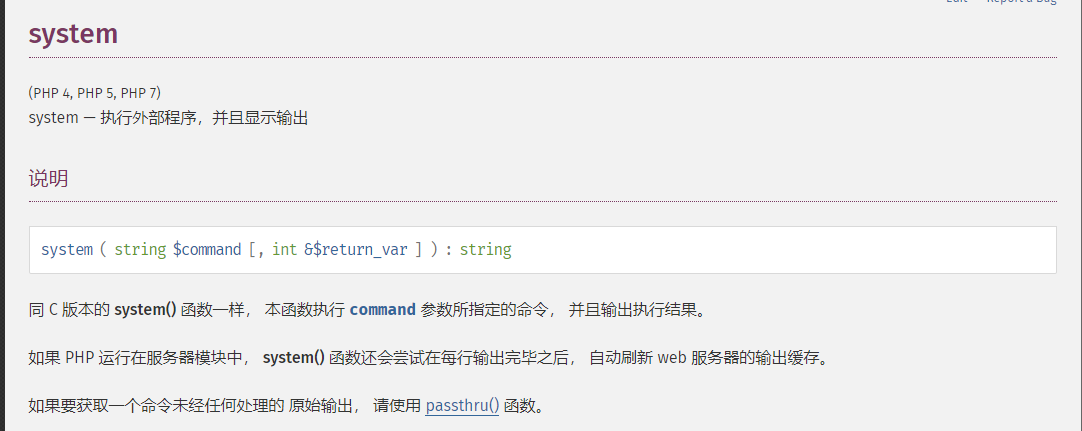 Edit Report a Bug
system
(PHP 4, PHP 5, PHP 7)
system — 执行外部程序，并且显示输出
说明
system ( string $command [, int &$return_var ] ) : string
同 C 版本的 system() 函数一样， 本函数执行 command 参数所指定的命令， 并且输出执行结果。
如果 PHP 运行在服务器模块中， system() 函数还会尝试在每行输出完毕之后， 自动刷新 web 服务器的输出缓存。
如果要获取一个命令未经任何处理的 原始输出， 请使用 passthru() 函数。